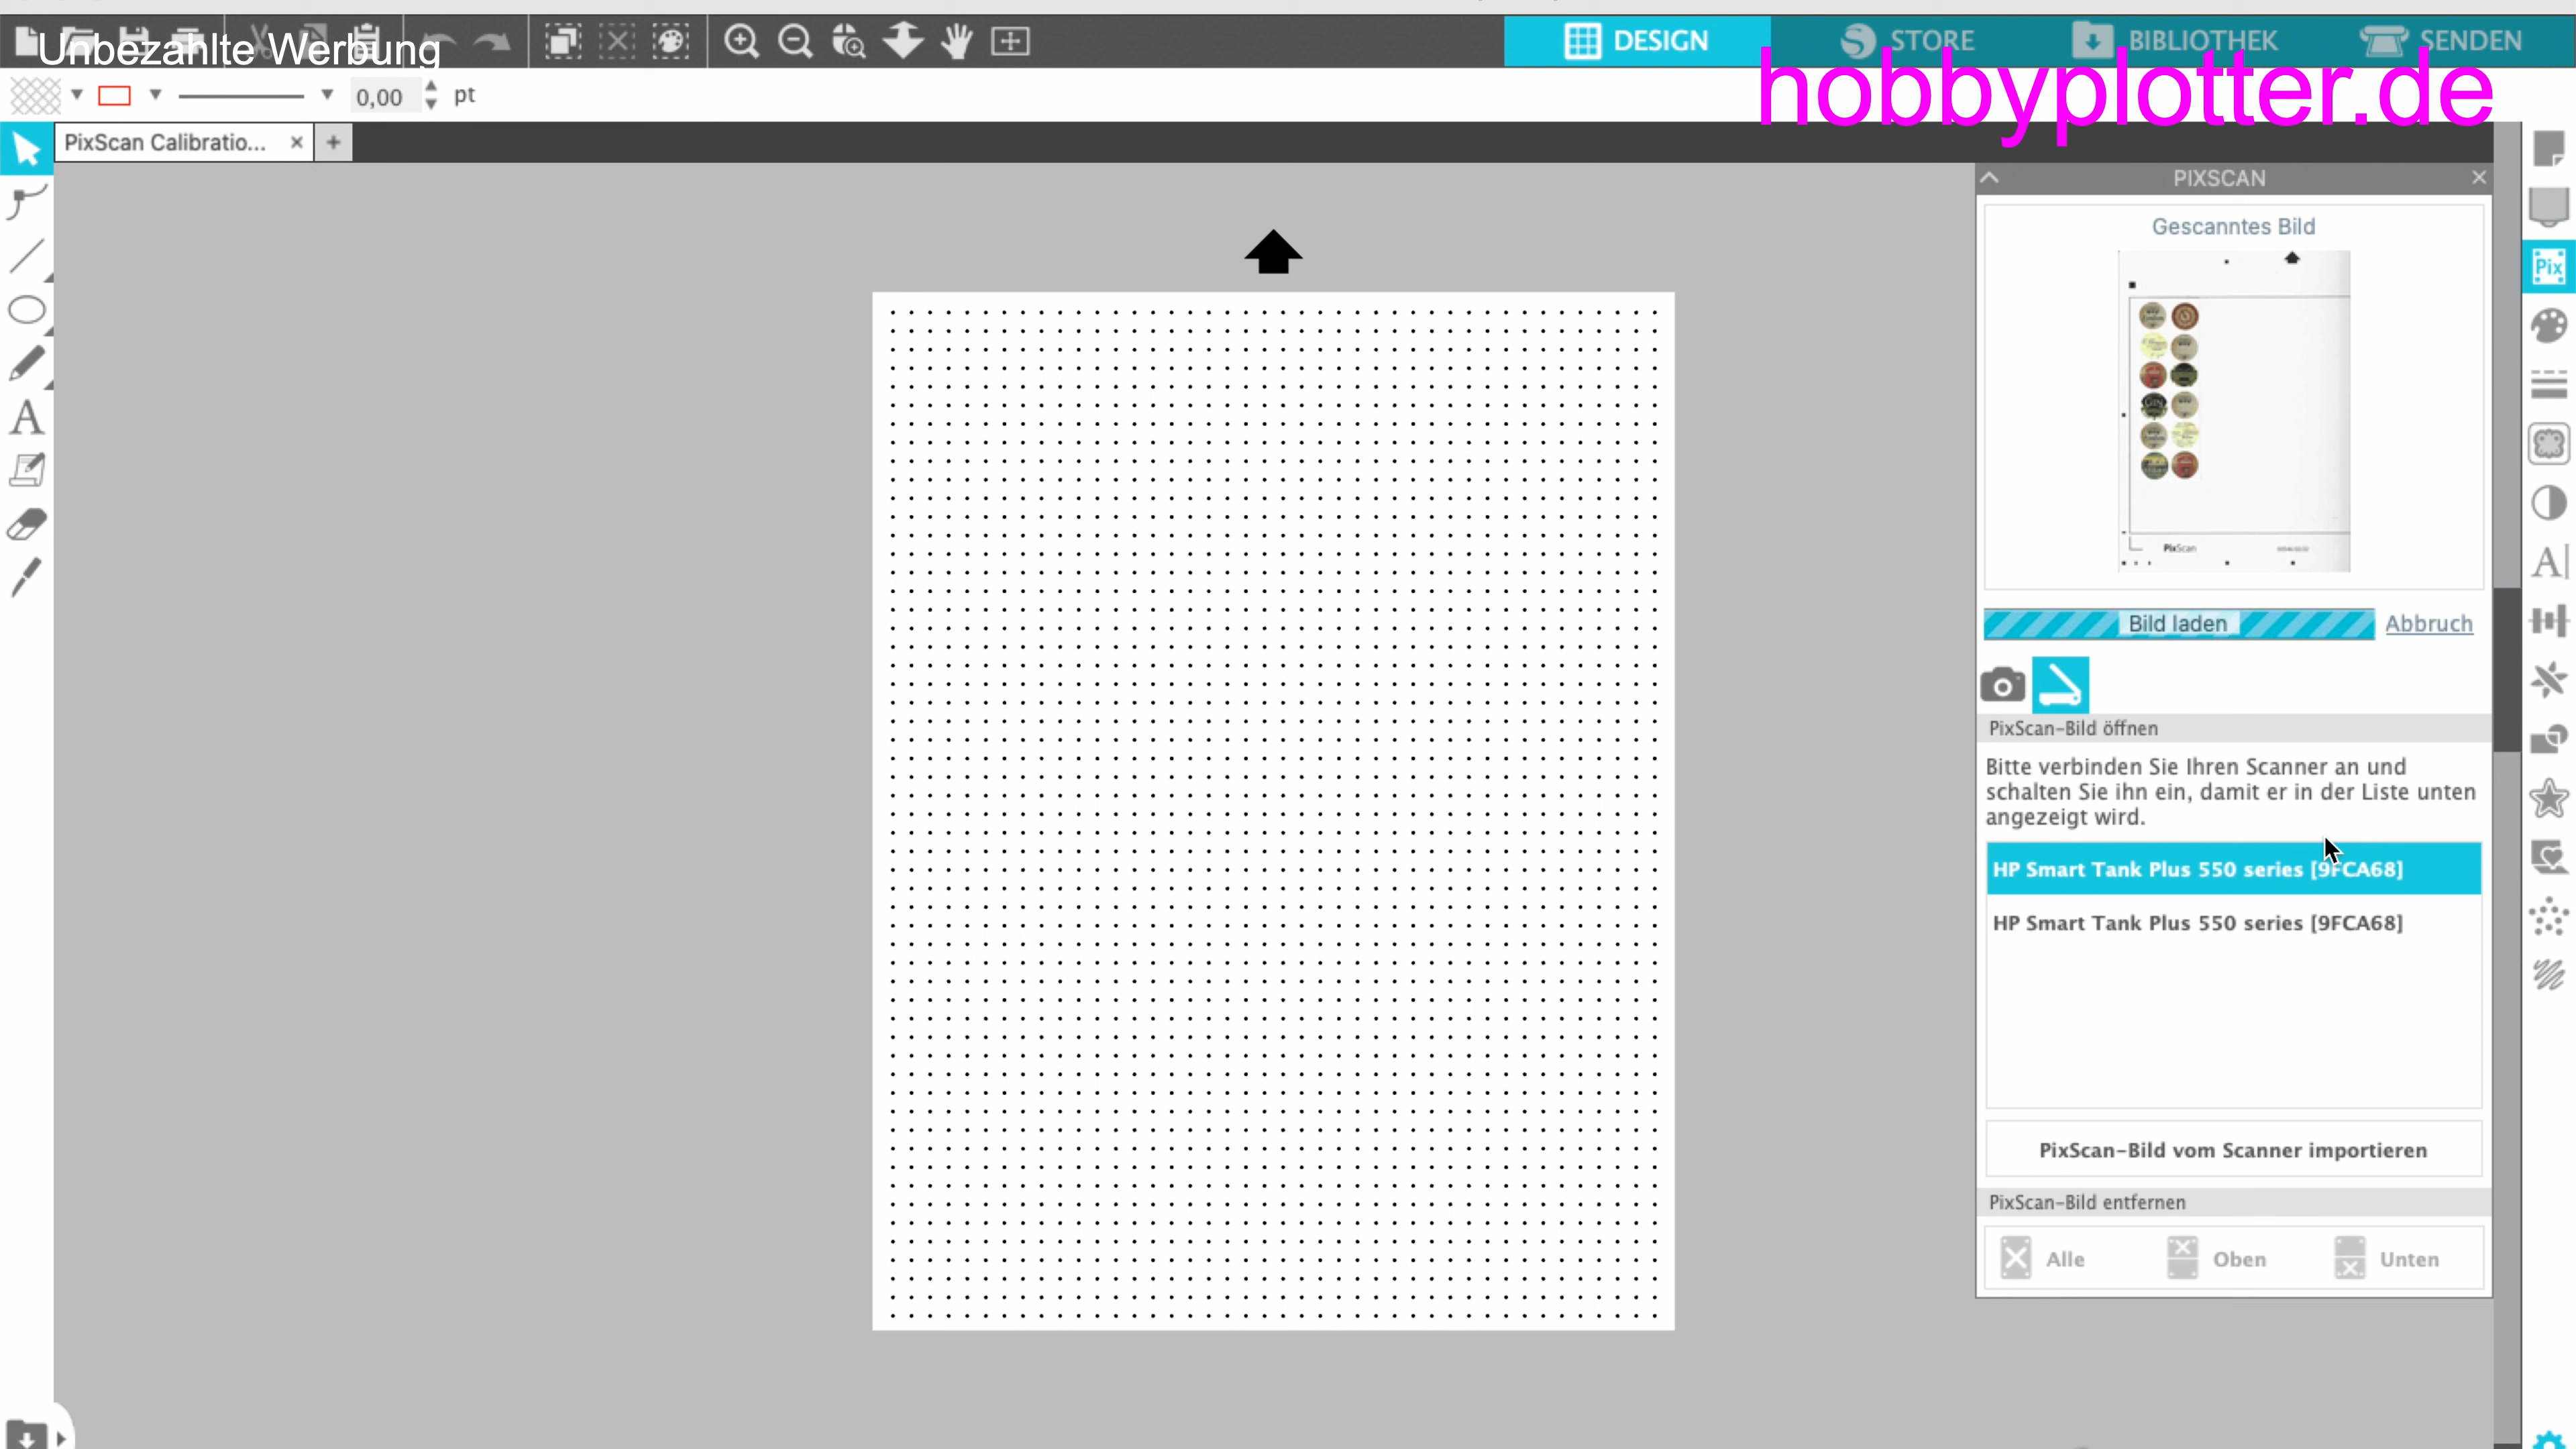 Unbezahlte Werbung
DESIGN
STORE
BIBLIOTHEK
SENDEN
hobbyplotter.de
0,00
pt
PixScan Calibratio...
PIXSCAN
Gescanntes Bild
PixScan
Bild laden
Abbruch
PixScan-Bild öffnen
Bitte verbinden Sie Ihren Scanner an und
schalten Sie ihn ein, damit er in der Liste unten
angezeigt wird.
HP Smart Tank Plus 550 series [9FCA68]
HP Smart Tank Plus 550 series [9FCA68]
PixScan-Bild vom Scanner importieren
PixScan-Bild entfernen
Alle
Oben
Unten
Pix